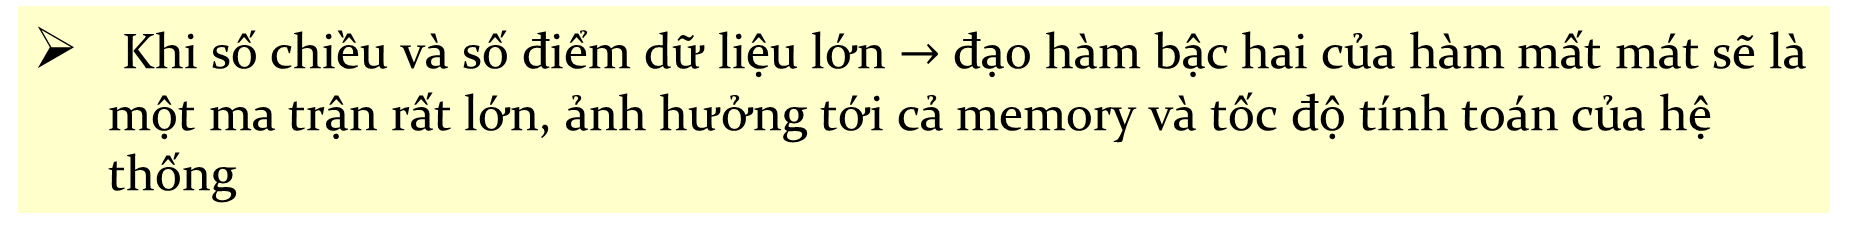 ➢ Khi số chiều và số điểm dữ liệu lớn → đạo hàm bậc hai của hàm mất mát sẽ là
một ma trận rất lớn, ảnh hưởng tới cả memory và tốc độ tính toán của hệ
thống